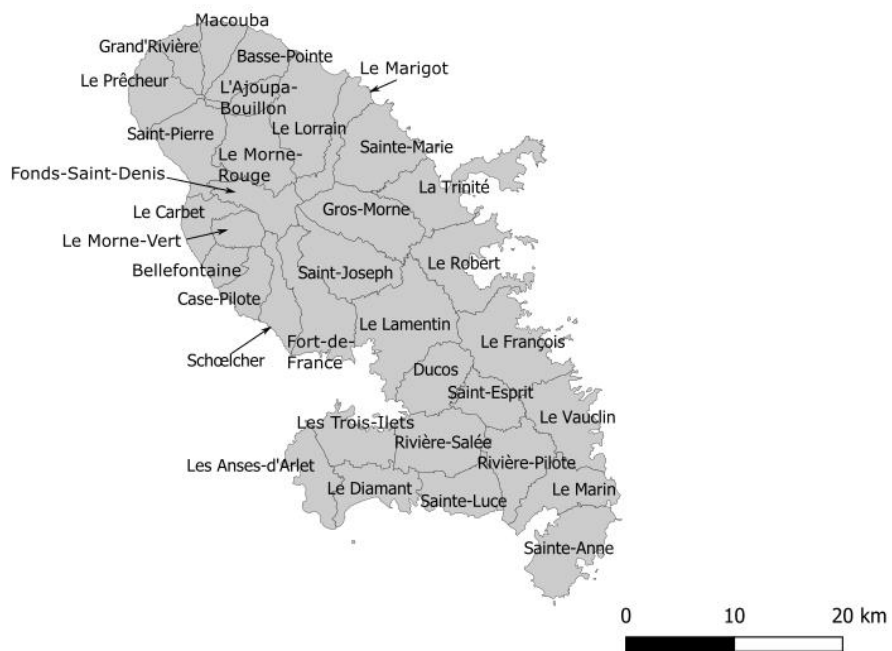 Macouba
Grand'Rivière
Basse-Pointe
Le Marigot
Le Prêcheur
L'Ajoupa-
Bouillon
Saint-Pierre
Le Lorrain
Sainte-Marie
Le Morne-
Rouge
Fonds-Saint-Denis
La Trinité
Le Carbet
Gros-Morne
Le Morne-Vert
Bellefontaine
Saint-Joseph
Le Robert
Case-Pilote
Le Lamentin
Schœlcher
Fort-de-
France
Le François
Ducos
Saint-Esprit
Les Trois-Ilets
Le Vauclin
Rivière-Salée
Les Anses-d'Arlet
Rivière-Pilote
Le Diamant
Sainte-Luce
Le Marin
Sainte-Anne
0 10 20 km